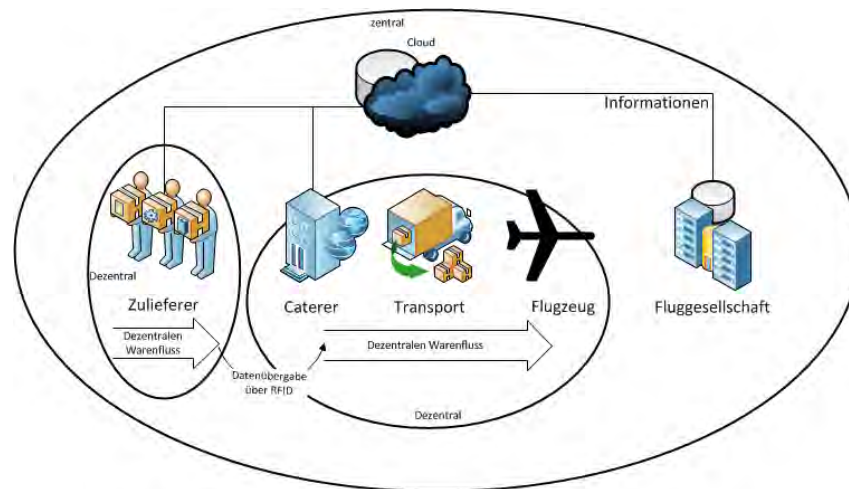 zentral
Cloud
Informationen
Dezentral
Zulieferer
Caterer
Transport
Flugzeug
Fluggesellschaft
Dezentralen
Warenfluss
Dezentralen Warenfluss
Datenübergabe
über RFID
Dezentral